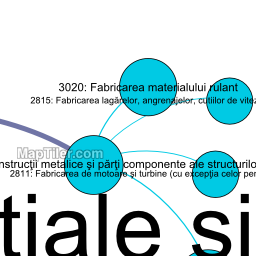 3020: Fabricarea materialului rulant
2815: Fabricarea lagărelor, angrenajelor, cutiilor de vitez
MapTiler.com
nstrucții metalice și părți componente ale structurilo
2811: Fabricarea de motoare și turbine (cu excepția celor pen
țiale și